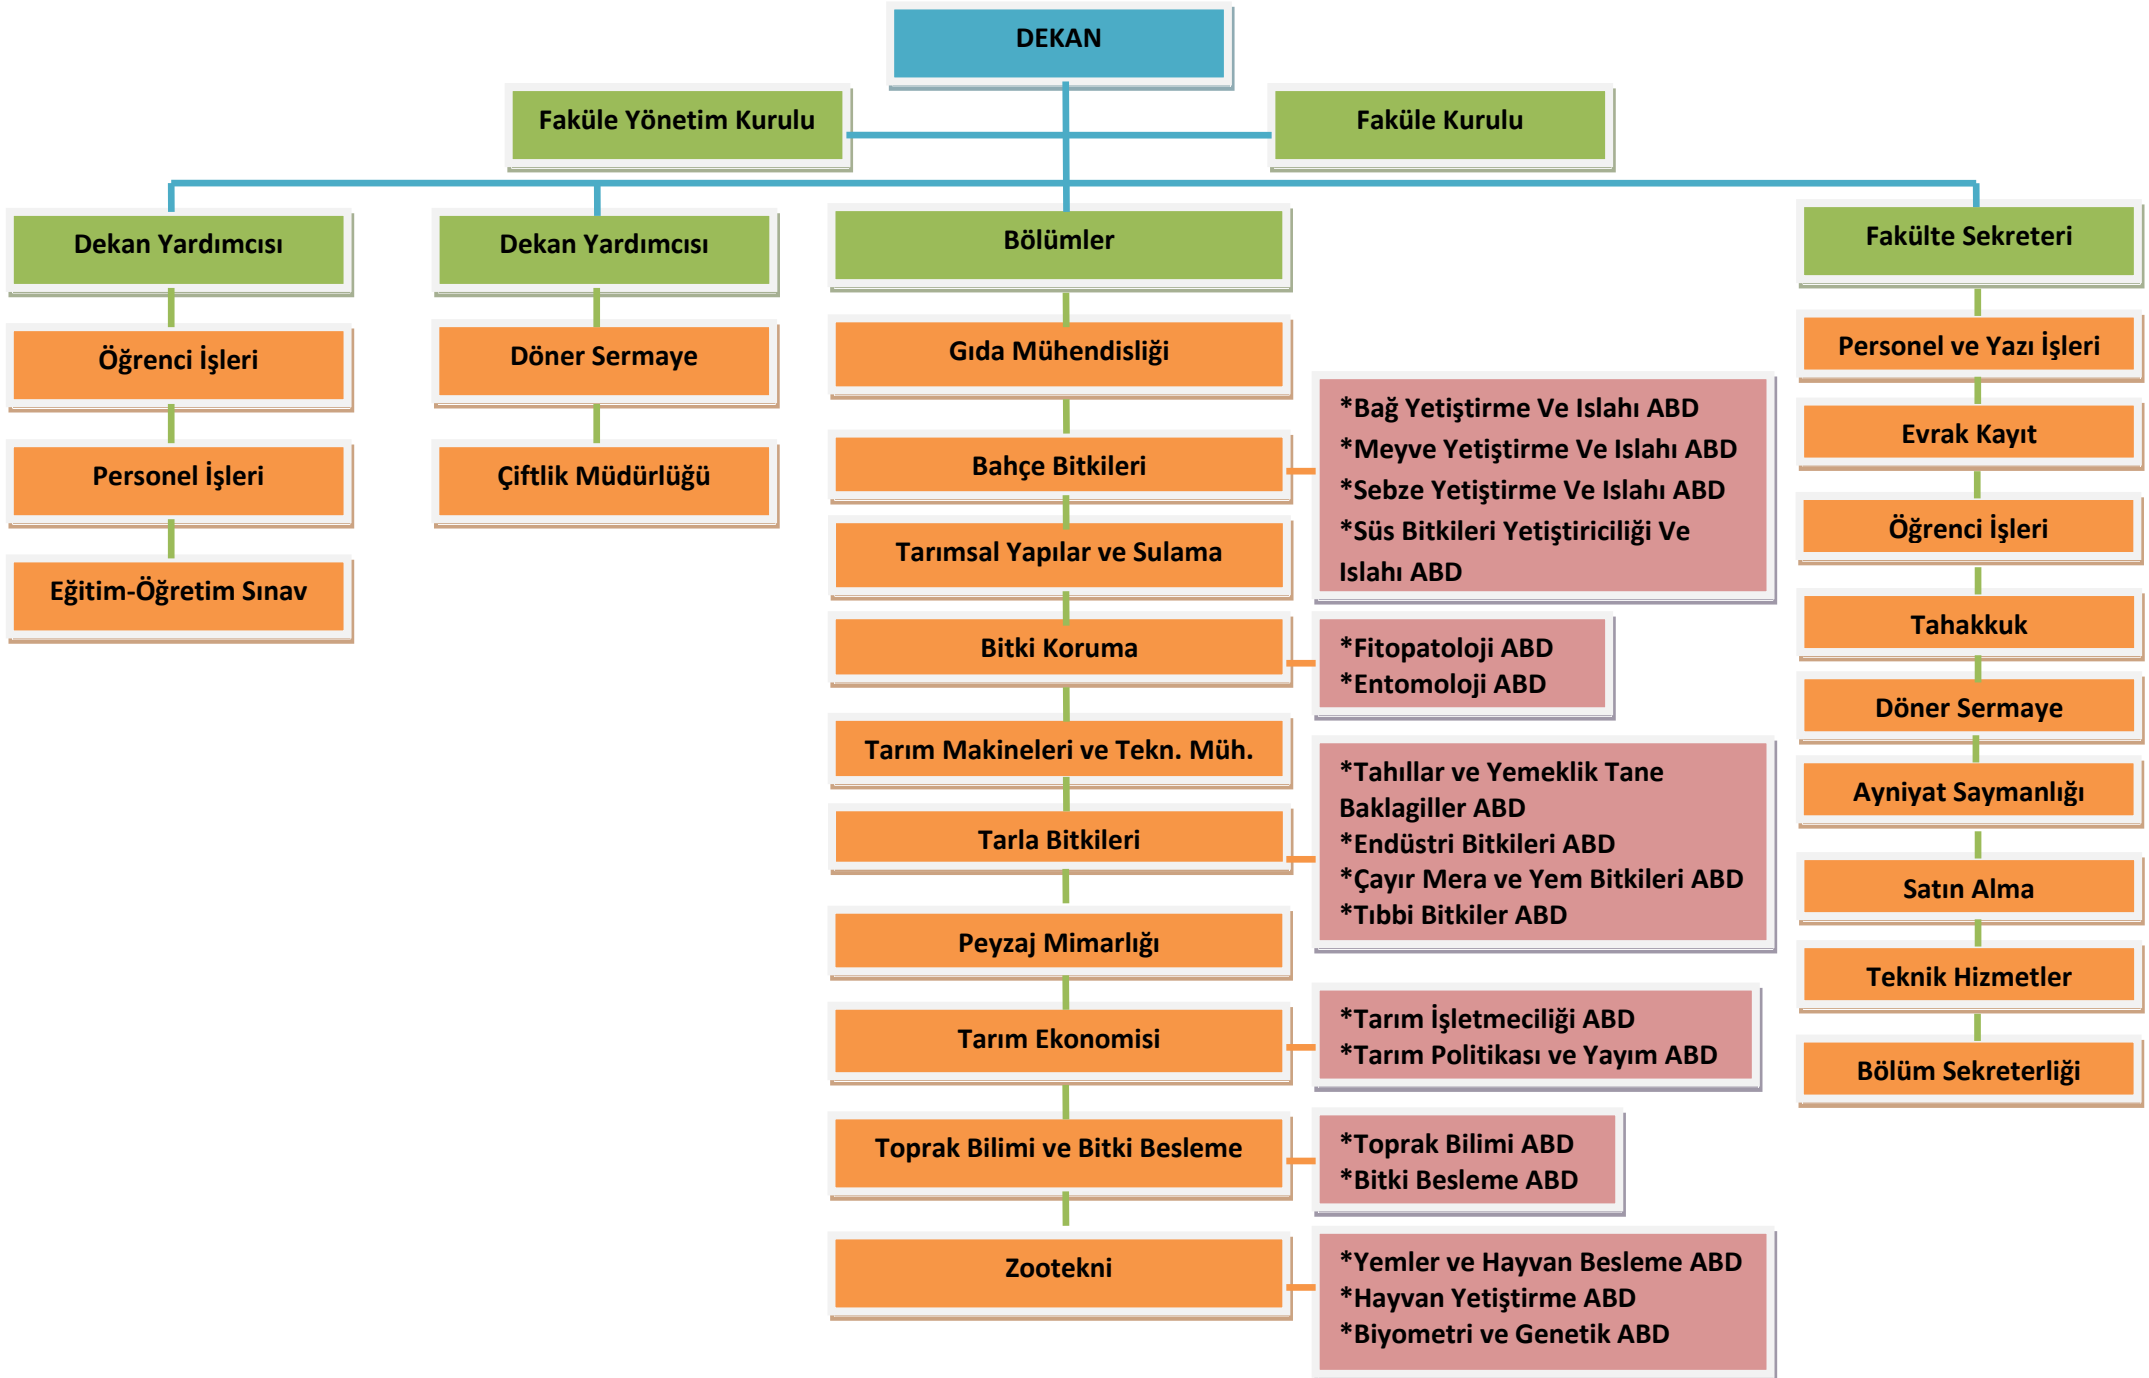 DEKAN
Faküle Yönetim Kurulu
Faküle Kurulu
Dekan Yardımcısı
Öğrenci İşleri
Personel İşleri
Eğitim-Öğretim Sınav
Dekan Yardımcısı
Döner Sermaye
Çiftlik Müdürlüğü
Bölümler
Gıda Mühendisliği
Bahçe Bitkileri
*Bağ Yetiştirme Ve Islahı ABD
*Meyve Yetiştirme Ve Islahı ABD
*Sebze Yetiştirme Ve Islahı ABD
*Süs Bitkileri Yetiştiriciliği Ve
Islahı ABD
Tarımsal Yapılar ve Sulama
Bitki Koruma
*Fitopatoloji ABD
*Entomoloji ABD
Tarım Makineleri ve Tekn. Müh.
Tarla Bitkileri
*Tahıllar ve Yemeklik Tane
Baklagiller ABD
*Endüstri Bitkileri ABD
*Çayır Mera ve Yem Bitkileri ABD
*Tıbbi Bitkiler ABD
Peyzaj Mimarlığı
Tarım Ekonomisi
*Tarım İşletmeciliği ABD
*Tarım Politikası ve Yayım ABD
Toprak Bilimi ve Bitki Besleme
*Toprak Bilimi ABD
*Bitki Besleme ABD
Zootekni
*Yemler ve Hayvan Besleme ABD
*Hayvan Yetiştirme ABD
*Biyometri ve Genetik ABD
Fakülte Sekreteri
Personel ve Yazı İşleri
Evrak Kayıt
Öğrenci İşleri
Tahakkuk
Döner Sermaye
Ayniyat Saymanlığı
Satın Alma
Teknik Hizmetler
Bölüm Sekreterliği